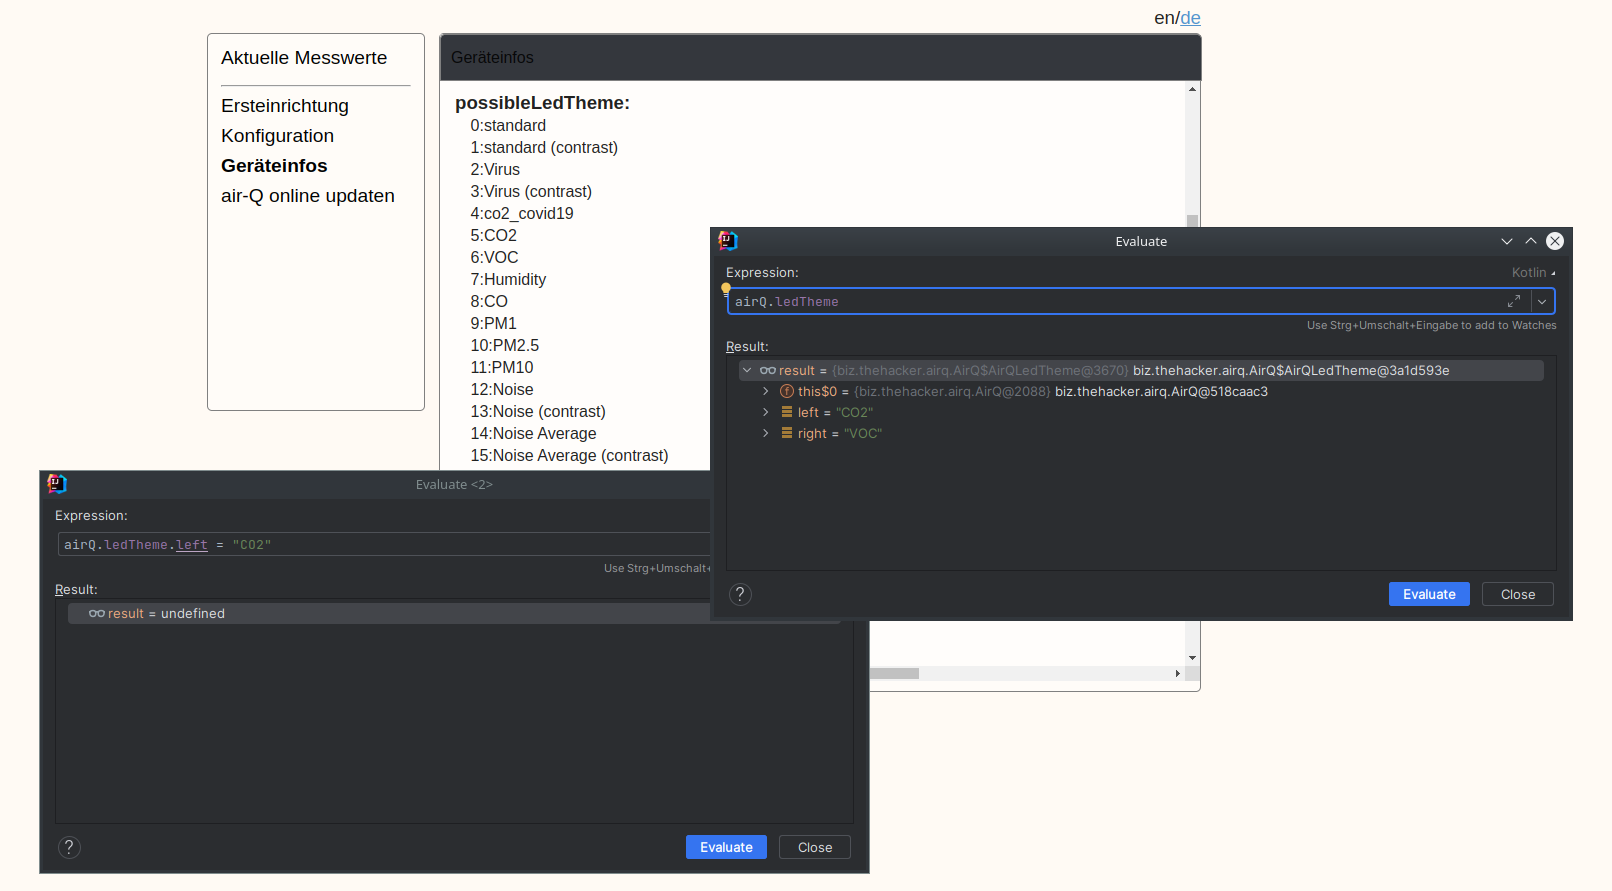 en/de
Aktuelle Messwerte
Ersteinrichtung
Konfiguration
Geräteinfos
air-Q online updaten
Geräteinfos
possibleLedTheme:
0:standard
1:standard (contrast)
2:Virus
3:Virus (contrast)
4:co2_covid19
5:CO2
6:VOC
7:Humidity
8:CO
9:PM1
10:PM2.5
11:PM10
12:Noise
13:Noise (contrast)
14:Noise Average
15:Noise Average (contrast)
Evaluate
Expression:
Kotlin
airQ.ledTheme
Use Strg+Umschalt+Eingabe to add to Watches
Result:
result = {biz.thehacker.airq.AirQ$AirQLedTheme@3670} biz.thehacker.airq.AirQ$AirQLedTheme@3a1d593e
this$0 = {biz.thehacker.airq.AirQ@2088} biz.thehacker.airq.AirQ@518caac3
left = "CO2"
right = "VOC"
? Evaluate Close
Evaluate <2>
Expression:
airQ.ledTheme.left = "CO2"
Use Strg+Umschalt+
Result:
result = undefined
? Evaluate Close